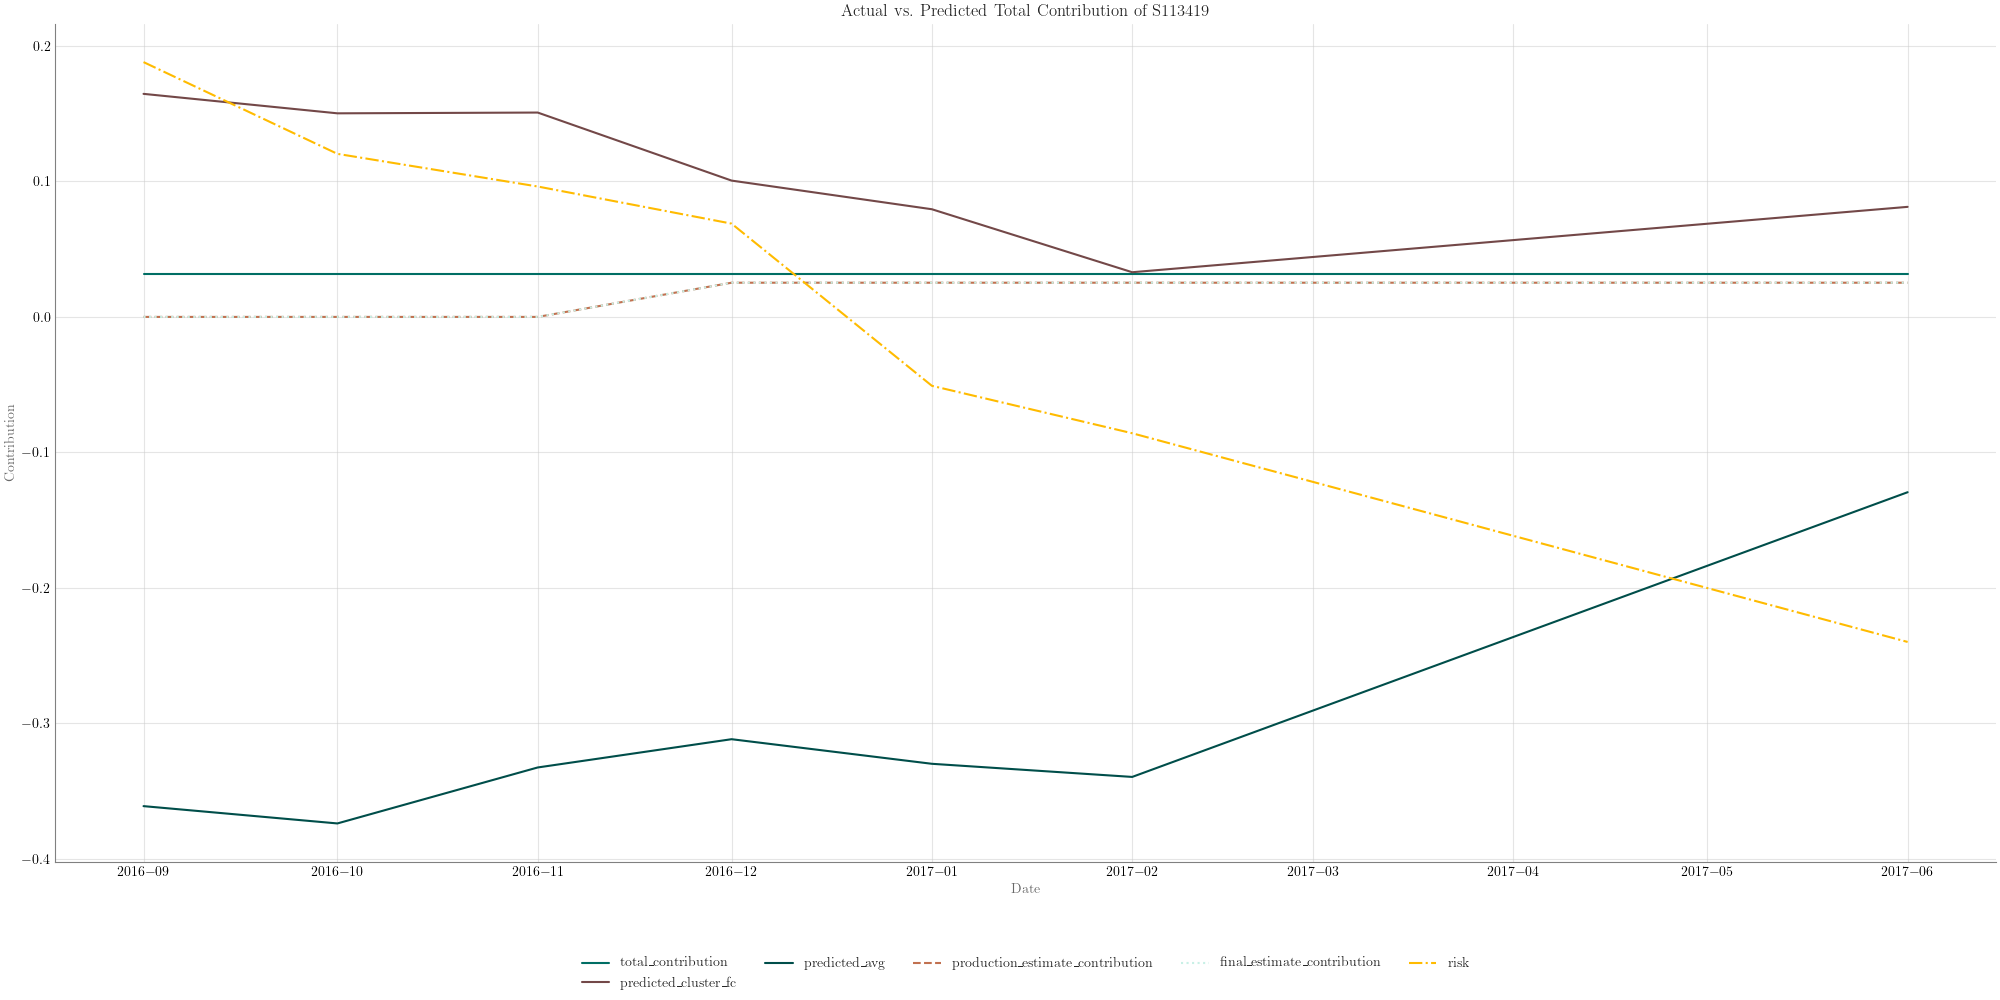 Actual vs. Predicted Total Contribution of S113419
0.2
0.1
0.0
−0.1
−0.2
−0.3
−0.4
Contribution
2016−09 2016−10 2016−11 2016−12 2017−01 2017−02 2017−03 2017−04 2017−05 2017−06
Date
total_contribution predicted_avg production_estimate_contribution final_estimate_contribution risk
predicted_cluster_fc